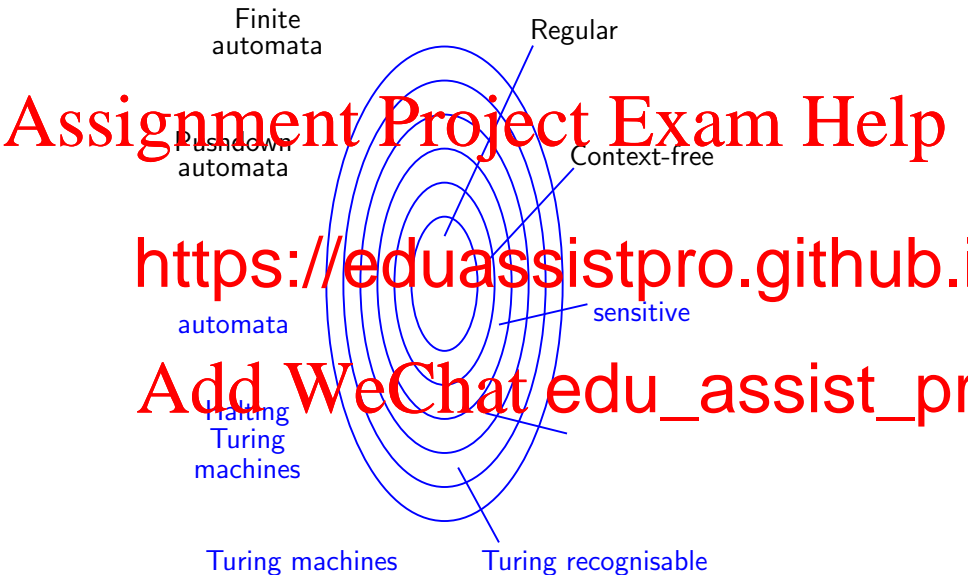 Finite
automata
Regular
Assignment Project Exam Help
Pushdown
automata
Context-free
https://eduassistpro.github.i
automata
sensitive
Add WeChat edu_assist_pr
Halting
Turing
machines
Turing machines
Turing recognisable